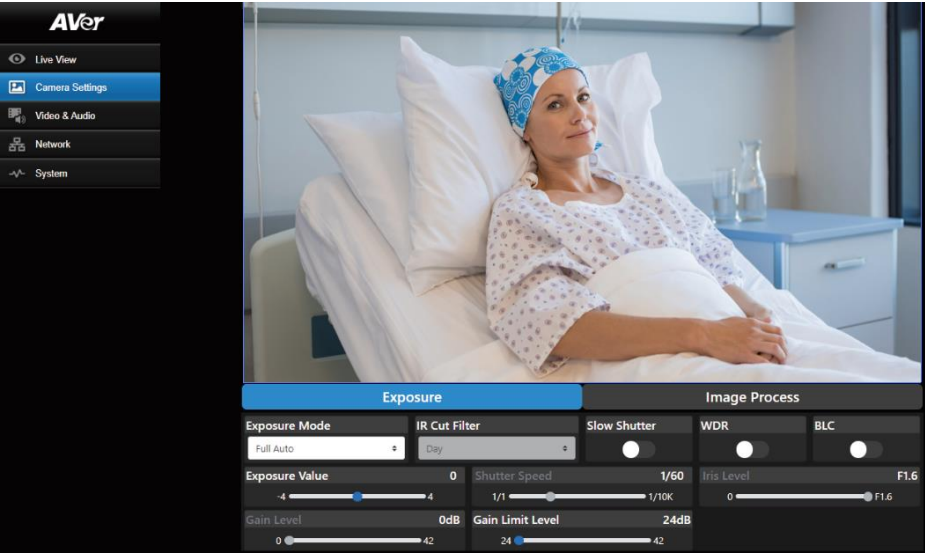 AVer
Live View
Camera Settings
Video & Audio
Network
System
Exposure Image Process
Exposure Mode IR Cut Filter Slow Shutter WDR BLC
Full Auto Day
Exposure Value 0 Shutter Speed 1/60 Iris Level F1.6
-4 4 1/1 1/10K 0 F1.6
Gain Level 0dB Gain Limit Level 24dB
0 42 24 42